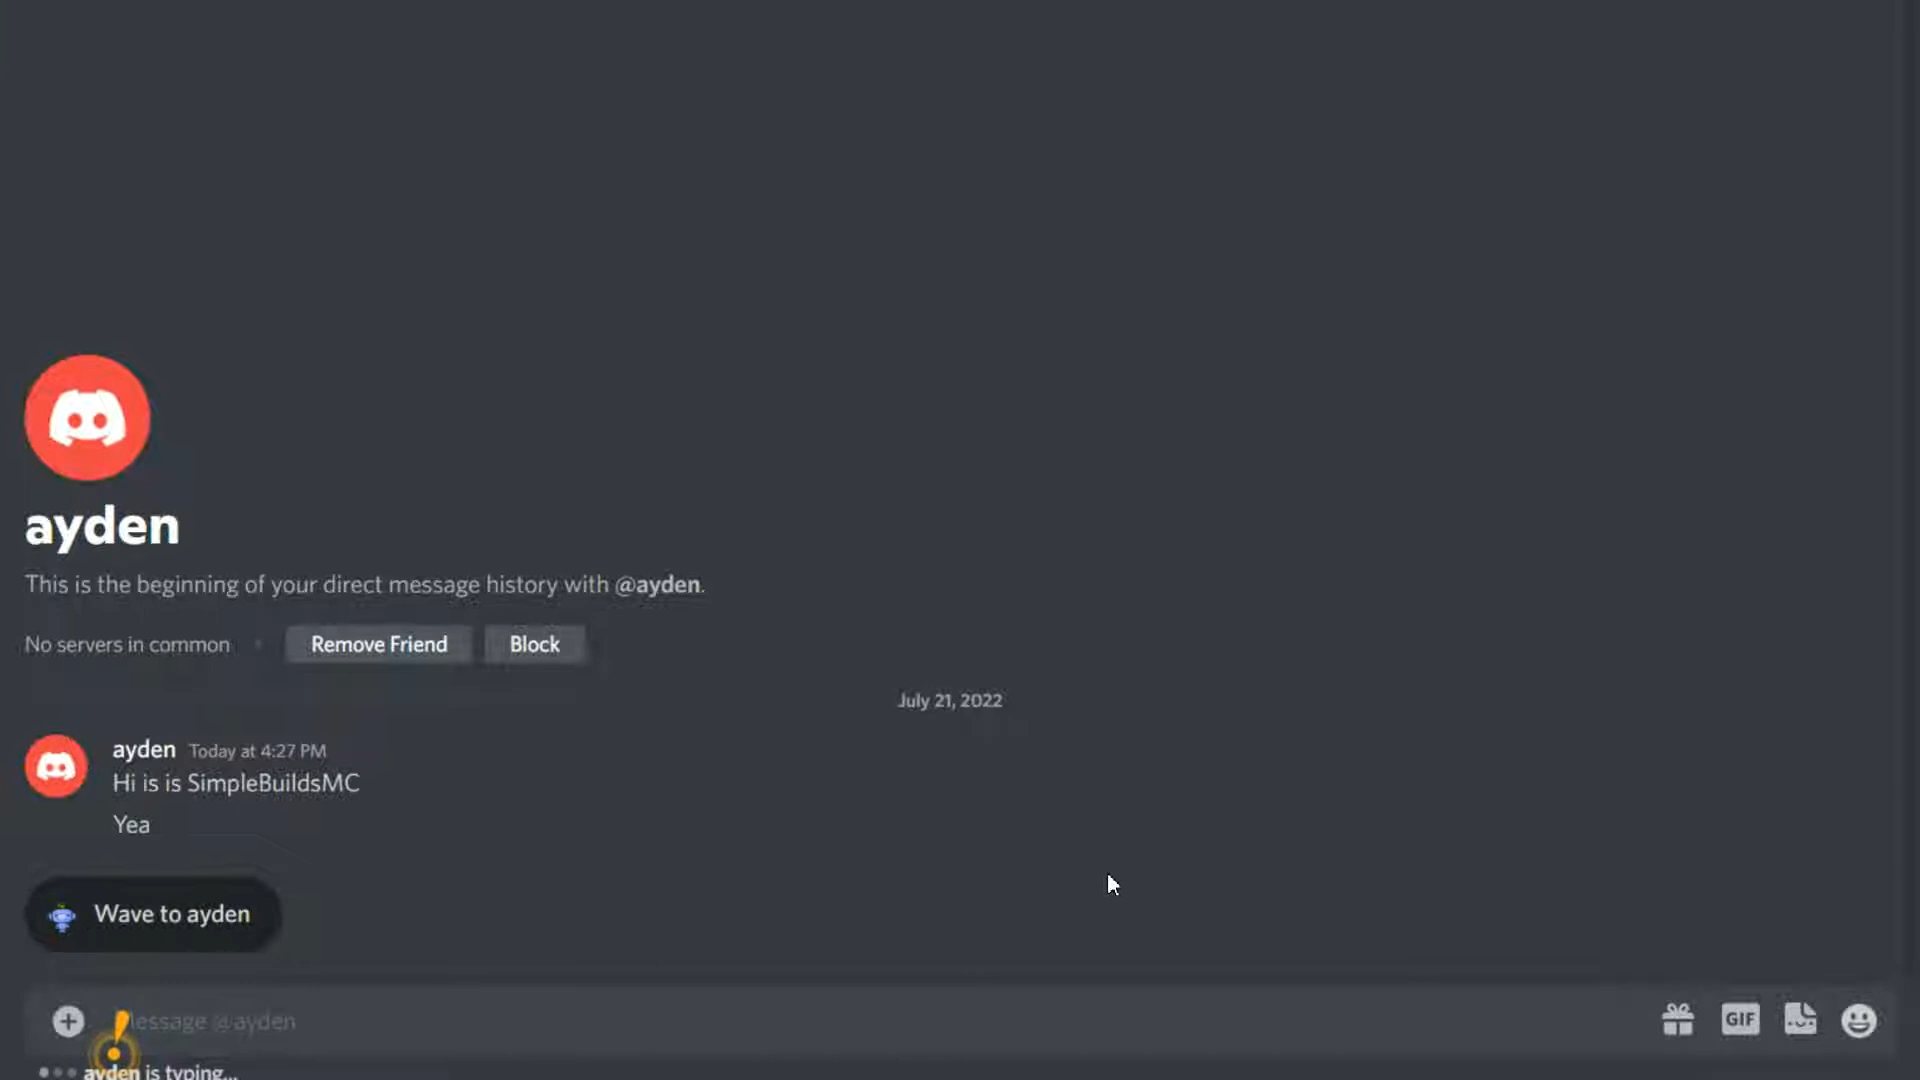 ayden
This is the beginning of your direct message history with @ayden.
No servers in common
Remove Friend
Block
July 21, 2022
ayden Today at 4:27 PM
Hi is is SimpleBuildsMC
Yea
Wave to ayden
essage @ayden
GIF
ayden is typing...